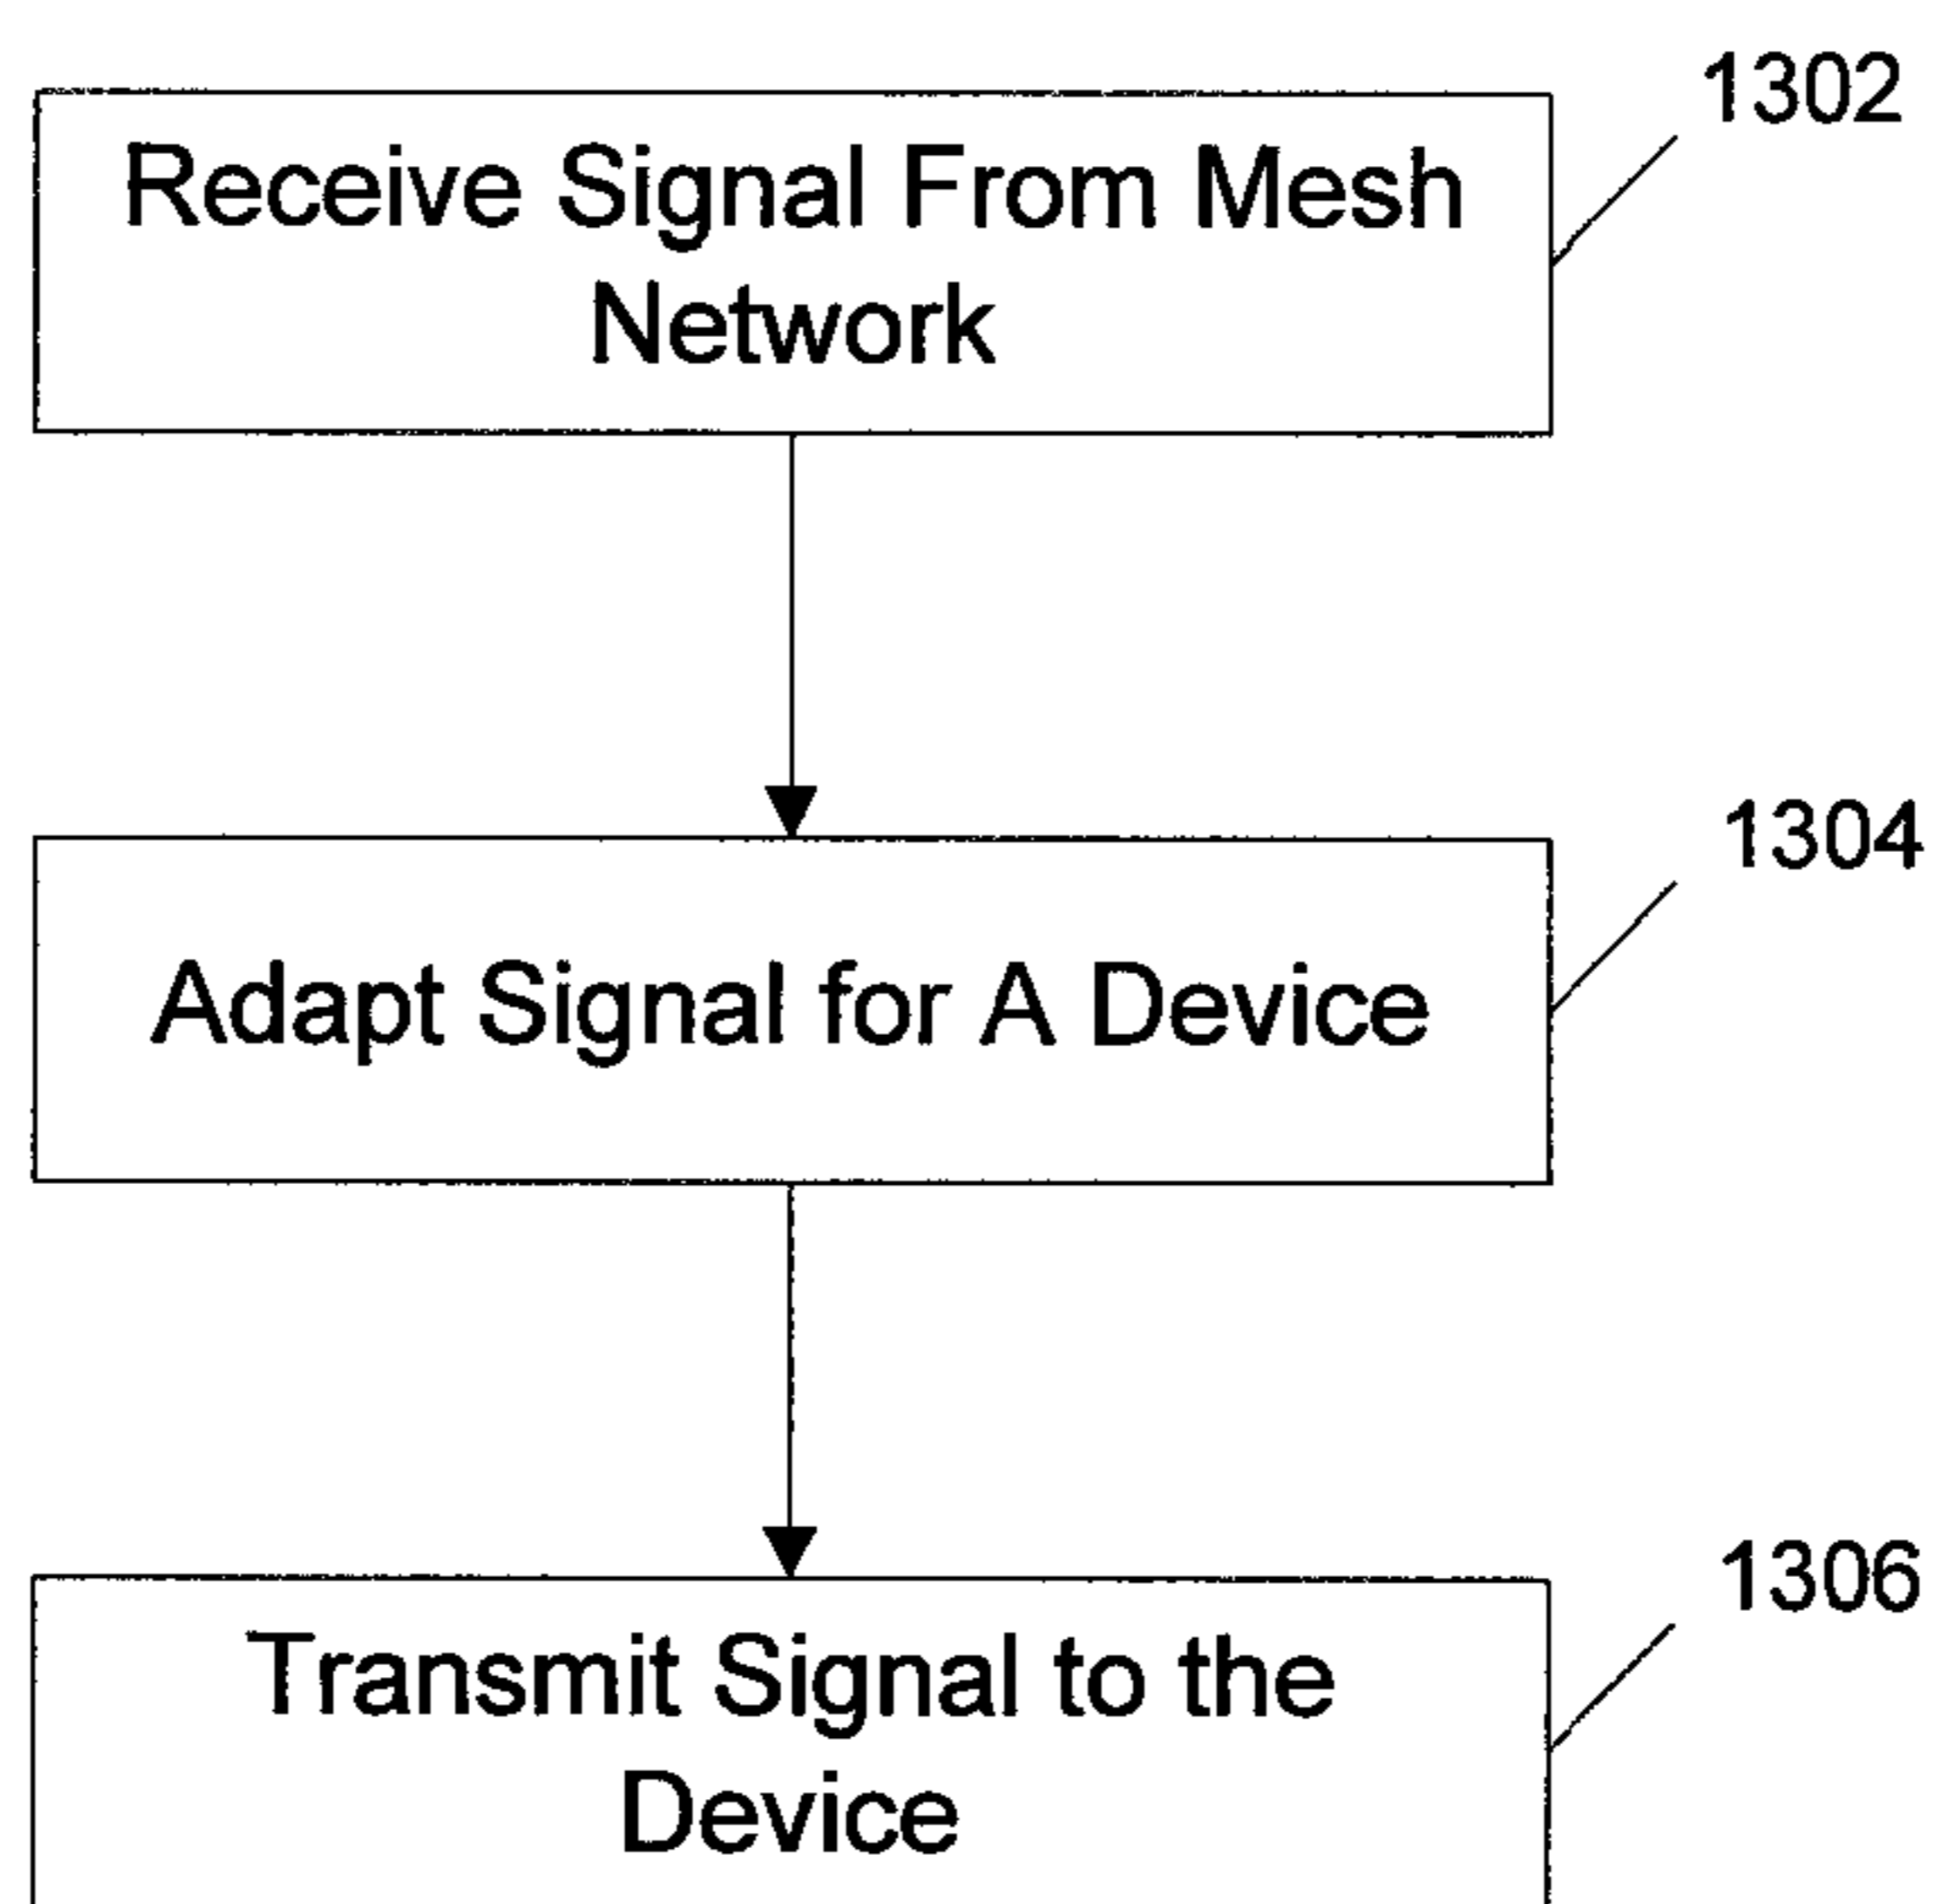 1302
Receive Signal From Mesh
Network
1304
Adapt Signal for A Device
1306
Transmit Signal to the
Device